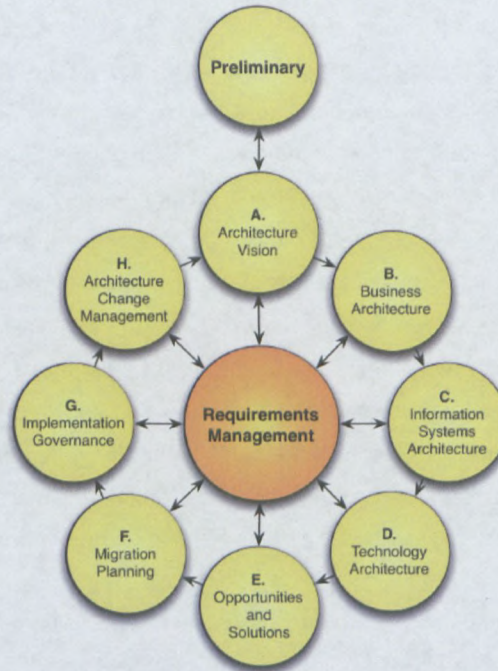 Preliminary
A.
Architecture
Vision
B.
Business
Architecture
C.
Information
Systems
Architecture
D.
Technology
Architecture
E.
Opportunities
and
Solutions
F.
Migration
Planning
G.
Implementation
Governance
H.
Architecture
Change
Management
Requirements
Management